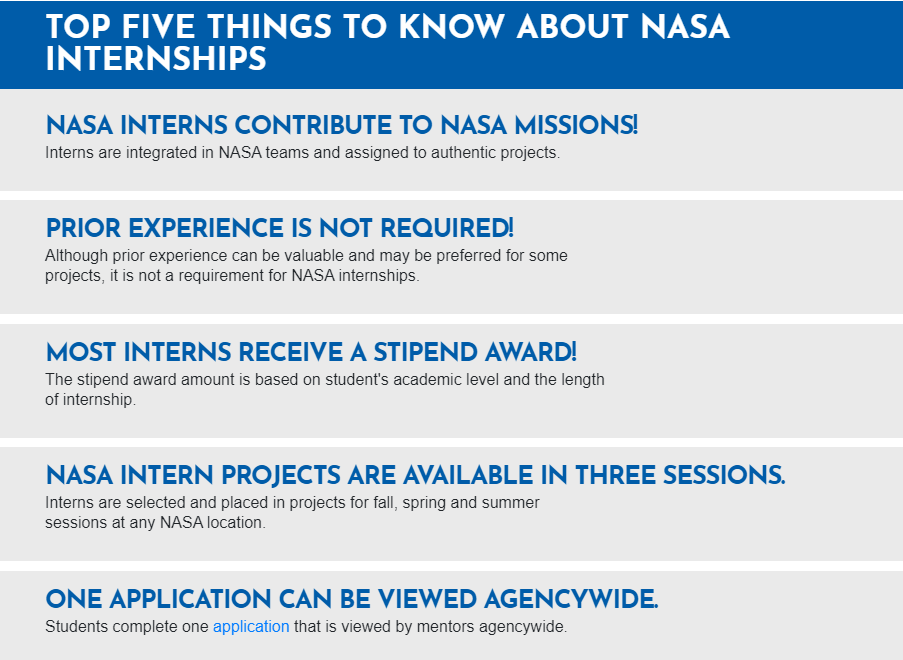 TOP FIVE THINGS TO KNOW ABOUT NASA
INTERNSHIPS
NASA INTERNS CONTRIBUTE TO NASA MISSIONS!
Interns are integrated in NASA teams and assigned to authentic projects.
PRIOR EXPERIENCE IS NOT REQUIRED!
Although prior experience can be valuable and may be preferred for some
projects, it is not a requirement for NASA internships.
MOST INTERNS RECEIVE A STIPEND AWARD!
The stipend award amount is based on student's academic level and the length
of internship.
NASA INTERN PROJECTS ARE AVAILABLE IN THREE SESSIONS.
Interns are selected and placed in projects for fall, spring and summer
sessions at any NASA location.
ONE APPLICATION CAN BE VIEWED AGENCYWIDE.
Students complete one application that is viewed by mentors agencywide.